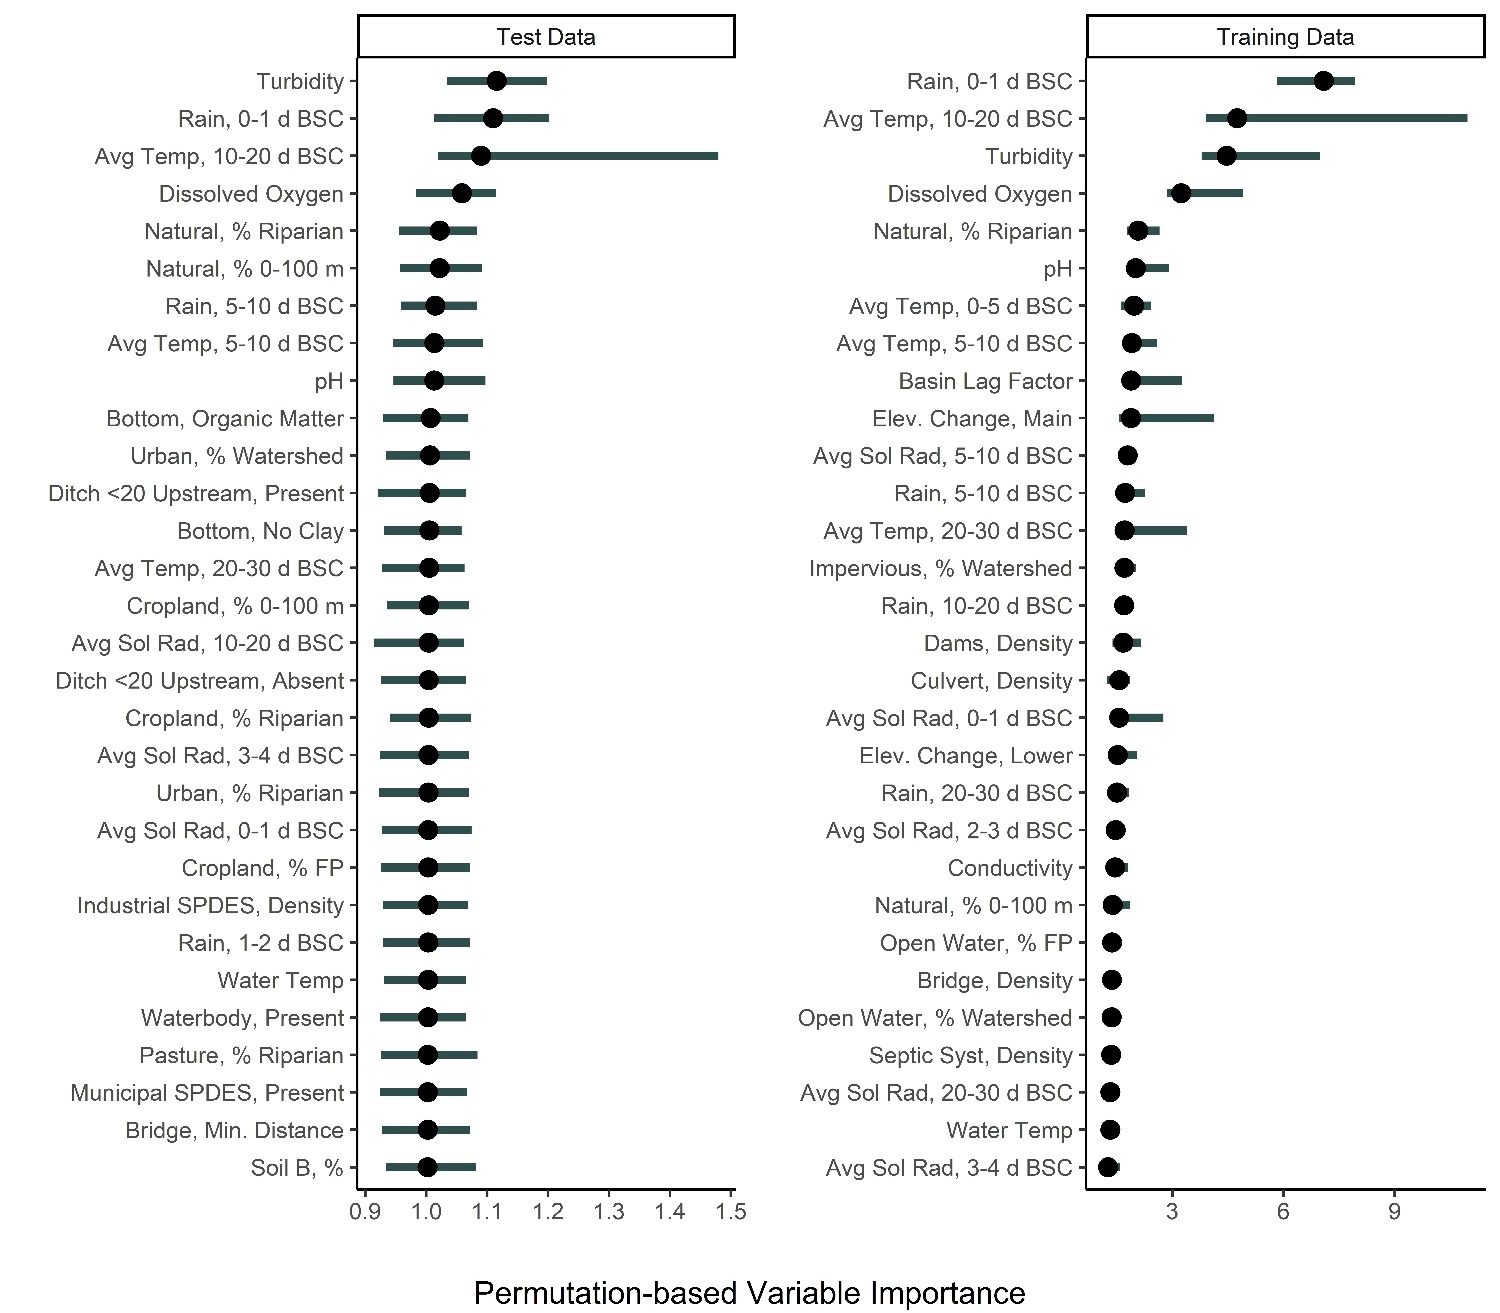 Test Data
Turbidity
Rain, 0-1 d BSC
Avg Temp, 10-20 d BSC
Dissolved Oxygen
Natural, % Riparian
Natural, % 0-100 m
Rain, 5-10 d BSC
Avg Temp, 5-10 d BSC
pH
Bottom, Organic Matter
Urban, % Watershed
Ditch <20 Upstream, Present
Bottom, No Clay
Avg Temp, 20-30 d BSC
Cropland, % 0-100 m
Avg Sol Rad, 10-20 d BSC
Ditch <20 Upstream, Absent
Cropland, % Riparian
Avg Sol Rad, 3-4 d BSC
Urban, % Riparian
Avg Sol Rad, 0-1 d BSC
Cropland, % FP
Industrial SPDES, Density
Rain, 1-2 d BSC
Water Temp
Waterbody, Present
Pasture, % Riparian
Municipal SPDES, Present
Bridge, Min. Distance
Soil B, %
0.9 1.0 1.1 1.2 1.3 1.4 1.5
Training Data
Rain, 0-1 d BSC
Avg Temp, 10-20 d BSC
Turbidity
Dissolved Oxygen
Natural, % Riparian
pH
Avg Temp, 0-5 d BSC
Avg Temp, 5-10 d BSC
Basin Lag Factor
Elev. Change, Main
Avg Sol Rad, 5-10 d BSC
Rain, 5-10 d BSC
Avg Temp, 20-30 d BSC
Impervious, % Watershed
Rain, 10-20 d BSC
Dams, Density
Culvert, Density
Avg Sol Rad, 0-1 d BSC
Elev. Change, Lower
Rain, 20-30 d BSC
Avg Sol Rad, 2-3 d BSC
Conductivity
Natural, % 0-100 m
Open Water, % FP
Bridge, Density
Open Water, % Watershed
Septic Syst, Density
Avg Sol Rad, 20-30 d BSC
Water Temp
Avg Sol Rad, 3-4 d BSC
3 6 9
Permutation-based Variable Importance